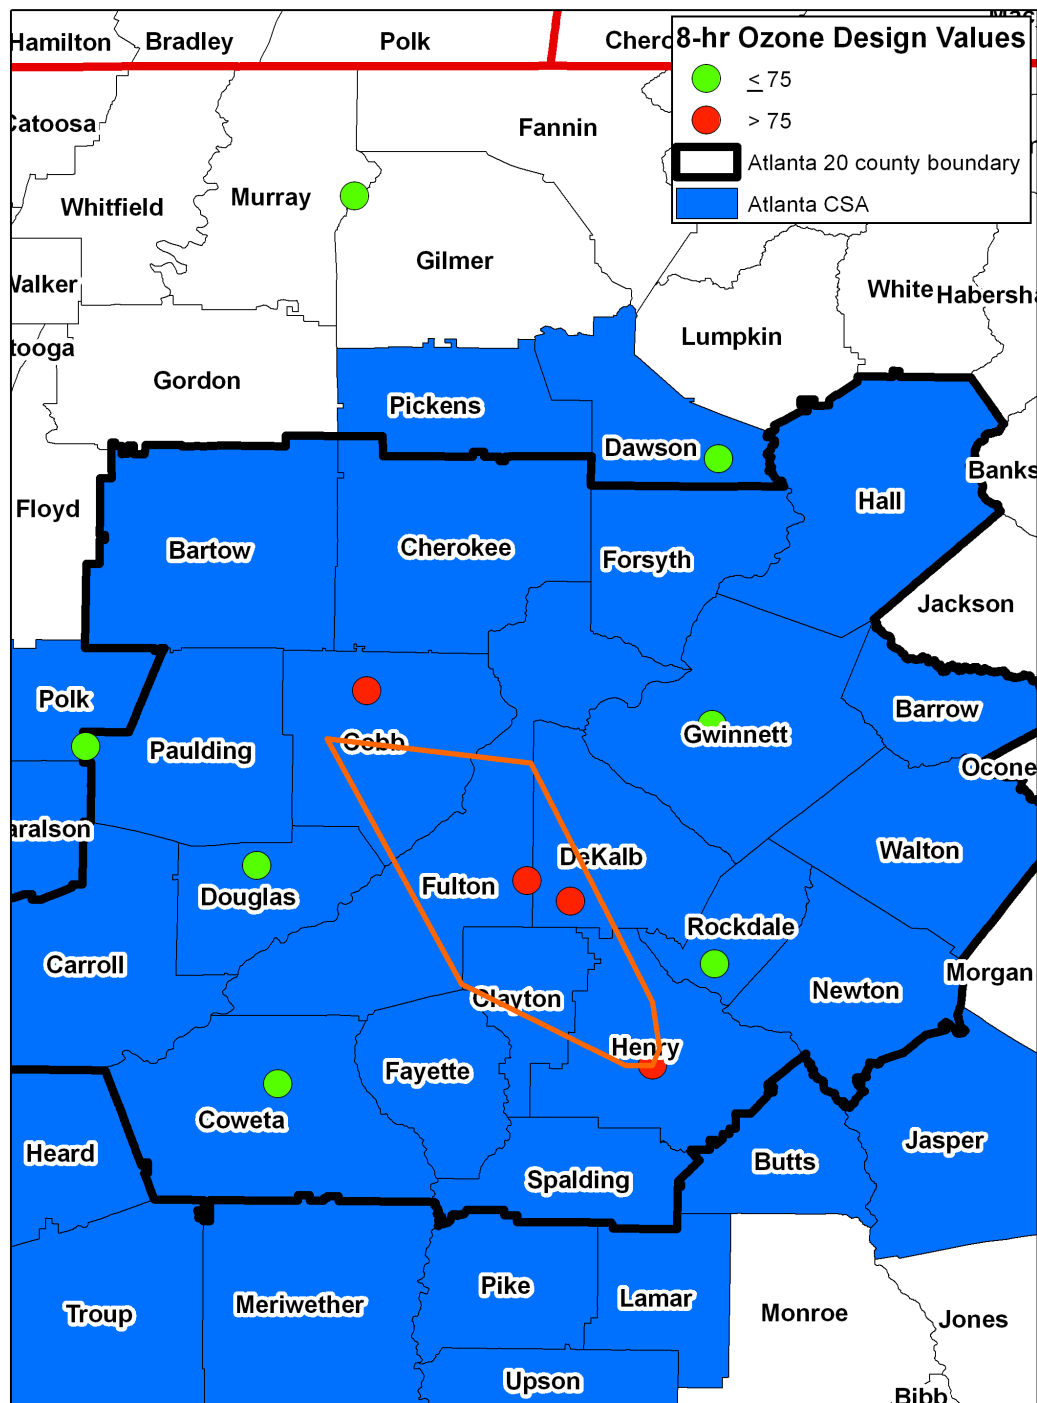 Hamilton
Bradley
Polk
Chero
8-hr Ozone Design Values
≤ 75
> 75
Atlanta 20 county boundary
Atlanta CSA
Catoosa
Fannin
Whitfield
Murray
Gilmer
Walker
White
Habersha
tooga
Lumpkin
Gordon
Pickens
Dawson
Banks
Floyd
Hall
Bartow
Cherokee
Forsyth
Jackson
Polk
Barrow
Paulding
Cobb
Gwinnett
Ocone
aralson
DeKalb
Walton
Douglas
Fulton
Rockdale
Carroll
Morgan
Clayton
Newton
Henry
Fayette
Coweta
Heard
Jasper
Butts
Spalding
Pike
Lamar
Troup
Meriwether
Monroe
Jones
Upson
Bibb